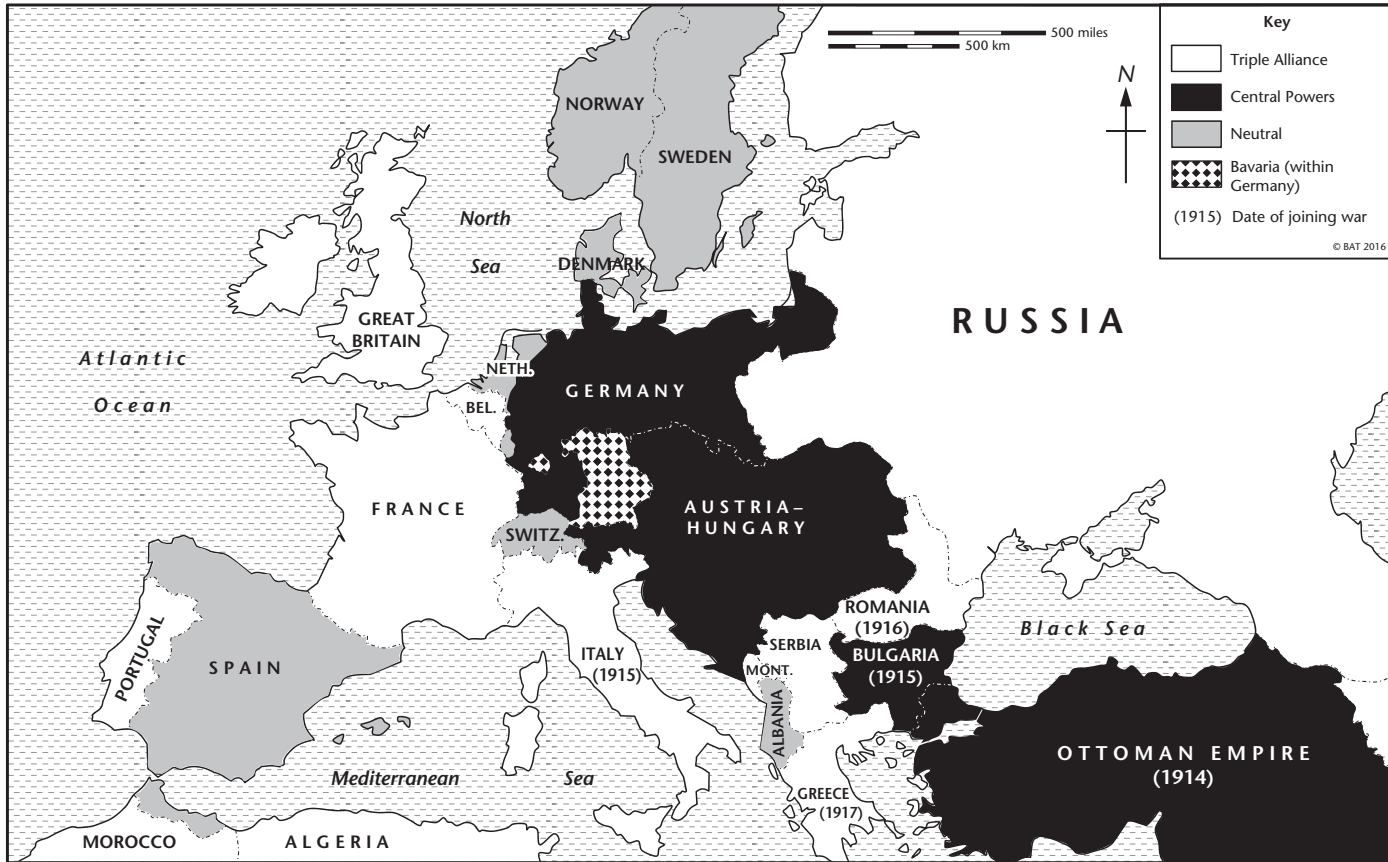 Key
Triple Alliance
Central Powers
Neutral
Bavaria (within
Germany)
(1915) Date of joining war
© BAT 2016
500 miles
500 km
N
NORWAY
SWEDEN
North
Sea
DENMARK
RUSSIA
GREAT
BRITAIN
Atlantic
Ocean
NETH.
GERMANY
BEL.
FRANCE
AUSTRIA–
HUNGARY
SWITZ.
ROMANIA
(1916)
Black Sea
SERBIA
PORTUGAL
SPAIN
ITALY
(1915)
MONT.
BULGARIA
(1915)
ALBANIA
OTTOMAN EMPIRE
(1914)
Mediterranean
Sea
GREECE
(1917)
MOROCCO
ALGERIA